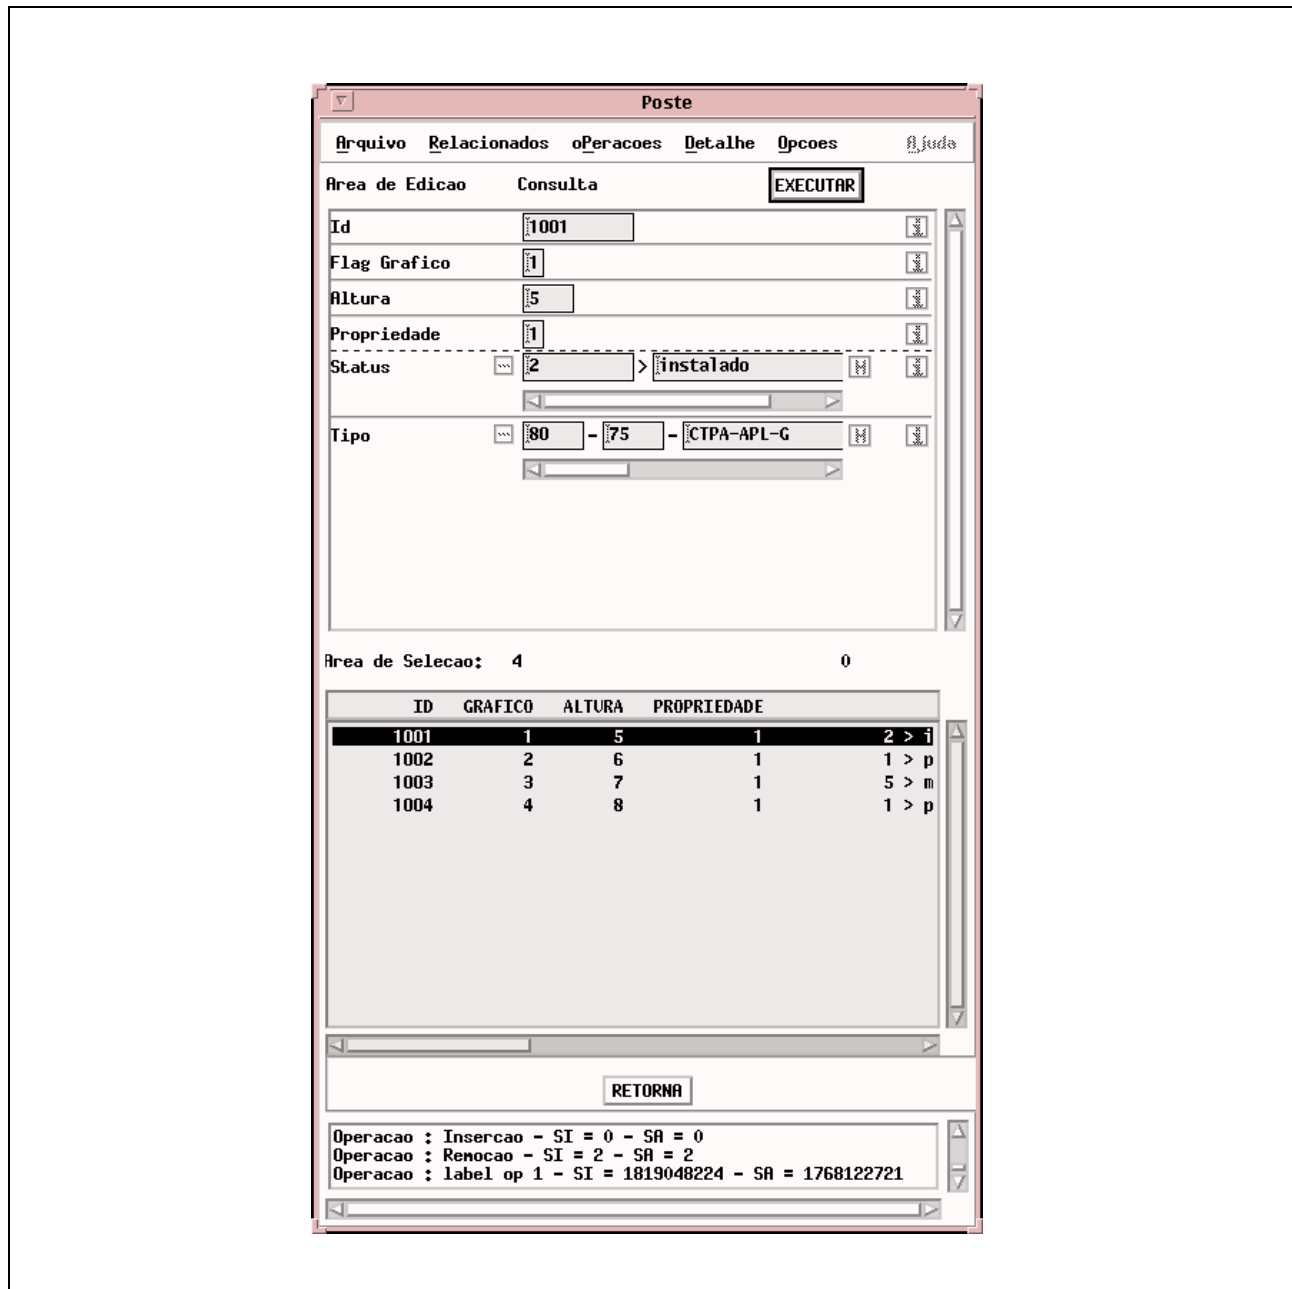 Poste
Arquivo Relacionados oPeracoes Detalhe Opcoes Ajuda
Area de Edicao Consulta EXECUTAR
Id 1001 i
Flag Grafico 1 i
Altura 5 i
Propriedade 1 i
Status ... 2 > instalado M i
Tipo ... 80 - 75 - CTPA-APL-G M i
Area de Selecao: 4 0
ID GRAFICO ALTURA PROPRIEDADE
1001 1 5 1 2 > i
1002 2 6 1 1 > p
1003 3 7 1 5 > m
1004 4 8 1 1 > p
RETORNA
Operacao : Insercao - SI = 0 - SA = 0
Operacao : Remocao - SI = 2 - SA = 2
Operacao : label op 1 - SI = 1819048224 - SA = 1768122721